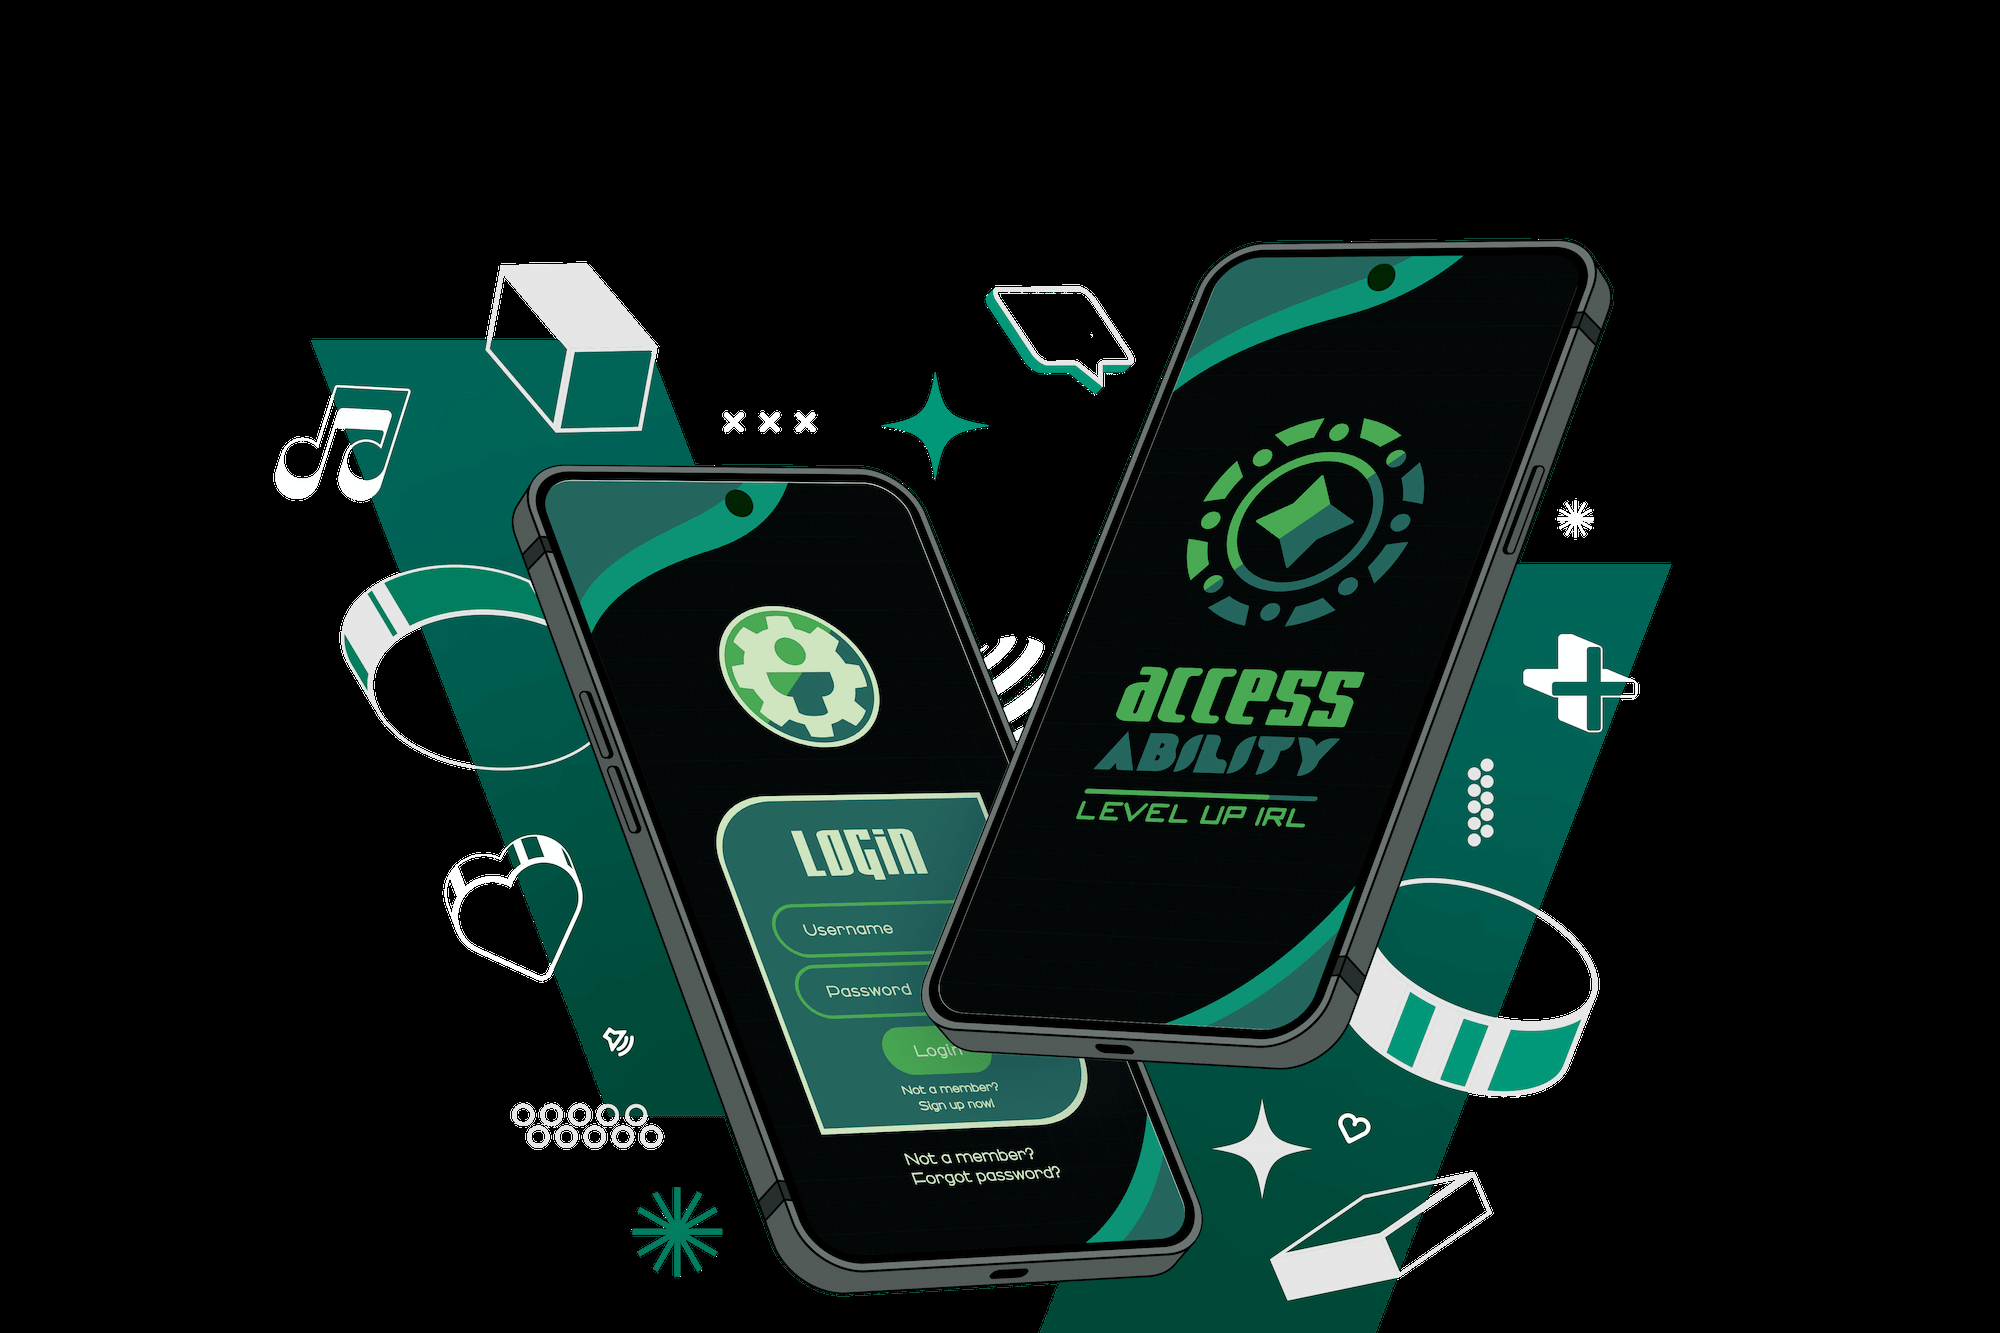 access
ABILITY
LEVEL UP IRL
LOGiN
Username
Password
Login
Not a member?
Sign up now!
Not a member?
Forgot password?